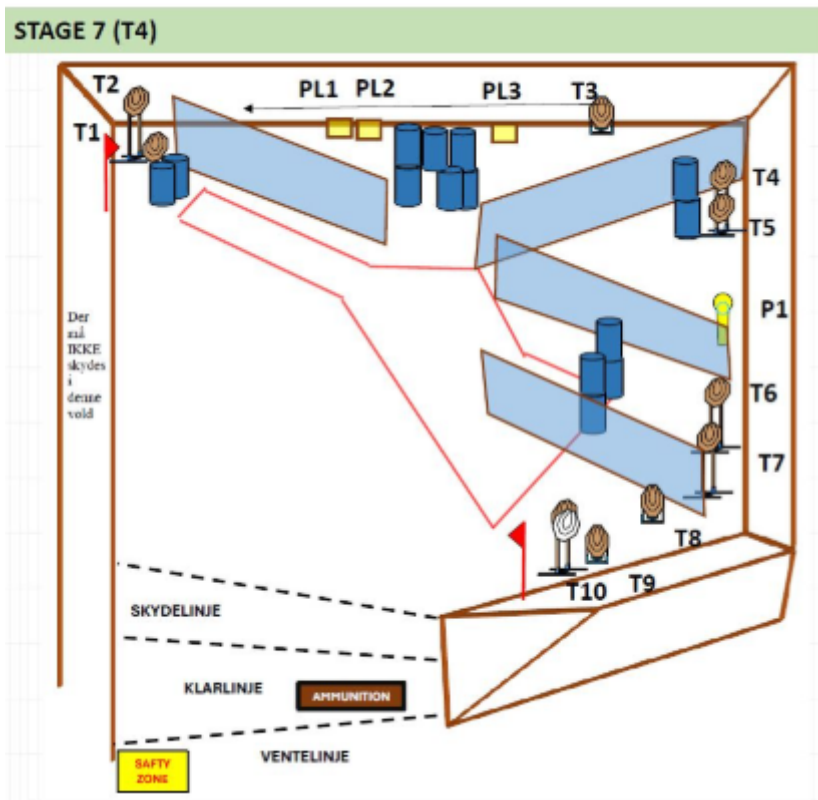 STAGE 7 (T4)
T2
PL1
PL2
PL3
T3
T1
T4
T5
P1
Der
må
IKKE
skydes
i
denne
vold
T6
T7
T8
T10
T9
SKYDELINJE
KLARLINJE
AMMUNITION
VENTELINJE
SAFTY
ZONE